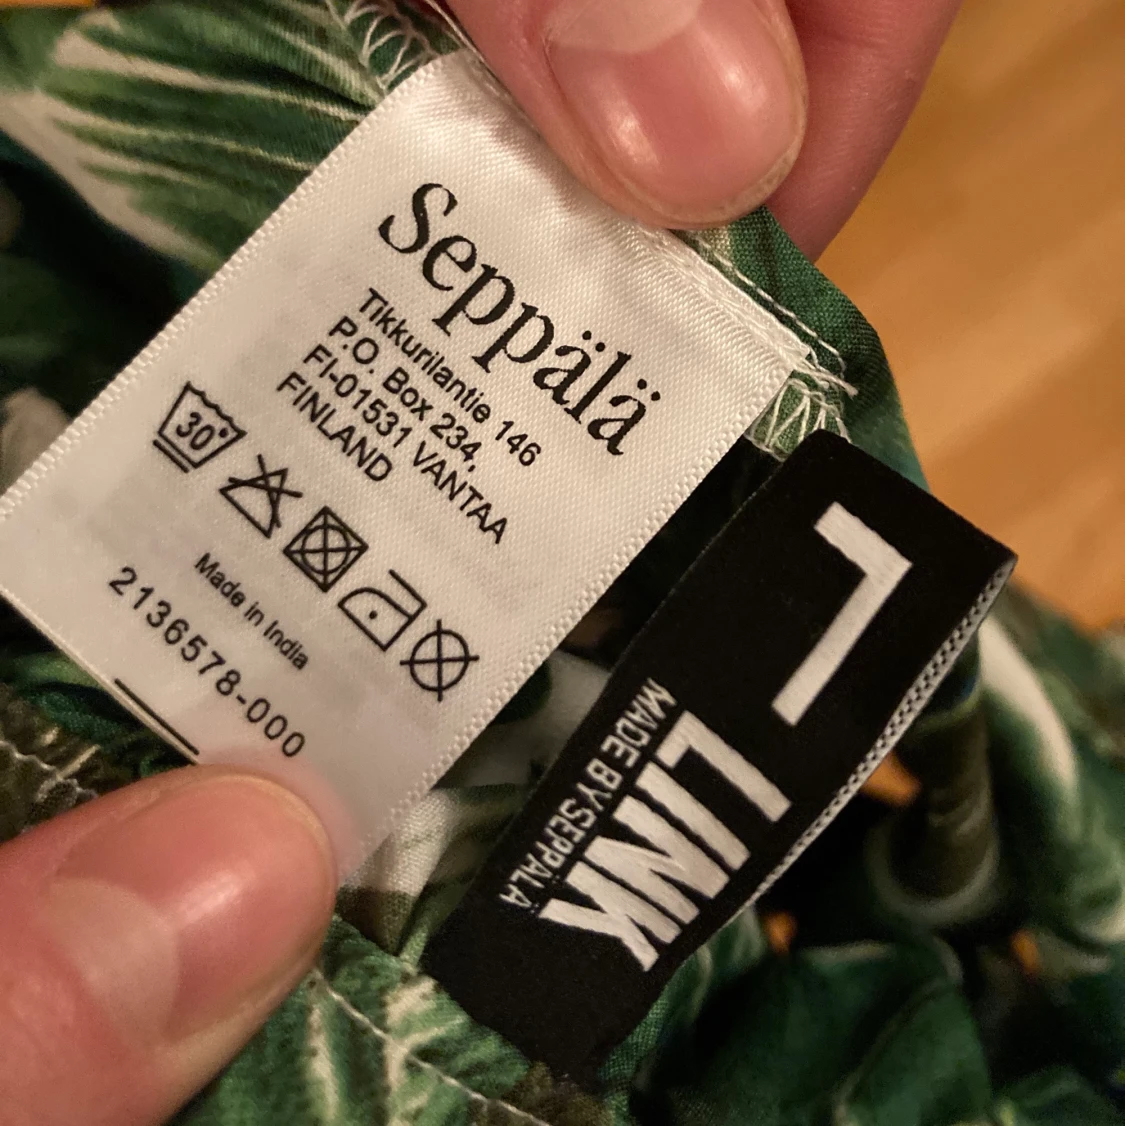 Seppälä
Tikkurilantie 146
P.O. Box 234,
FI-01531 VANTAA
FINLAND
30°
Made in India
2136578-000
L
LINK
MADE BY SEPPÄLÄ